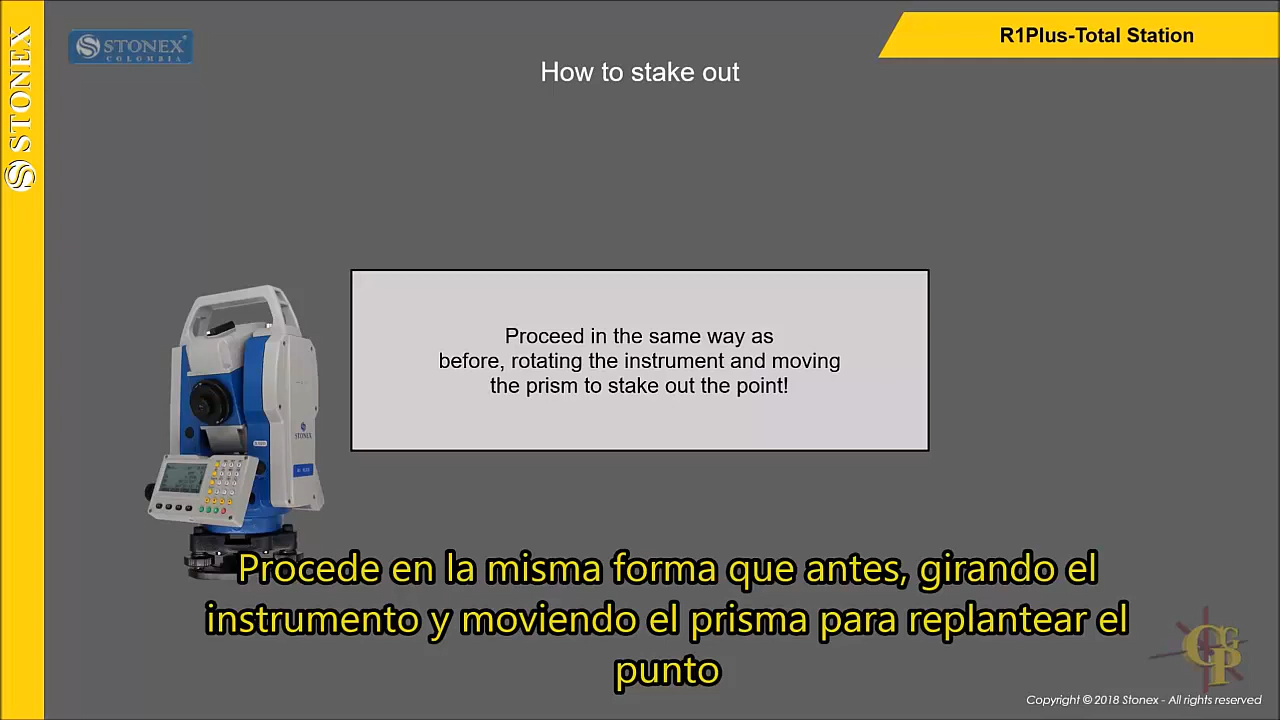 STONEX
STONEX
COLOMBIA
R1Plus-Total Station
How to stake out
Proceed in the same way as
before, rotating the instrument and moving
the prism to stake out the point!
STONEX
Procede en la misma forma que antes, girando el
instrumento y moviendo el prisma para replantear el
punto
Copyright © 2018 Stonex - All rights reserved